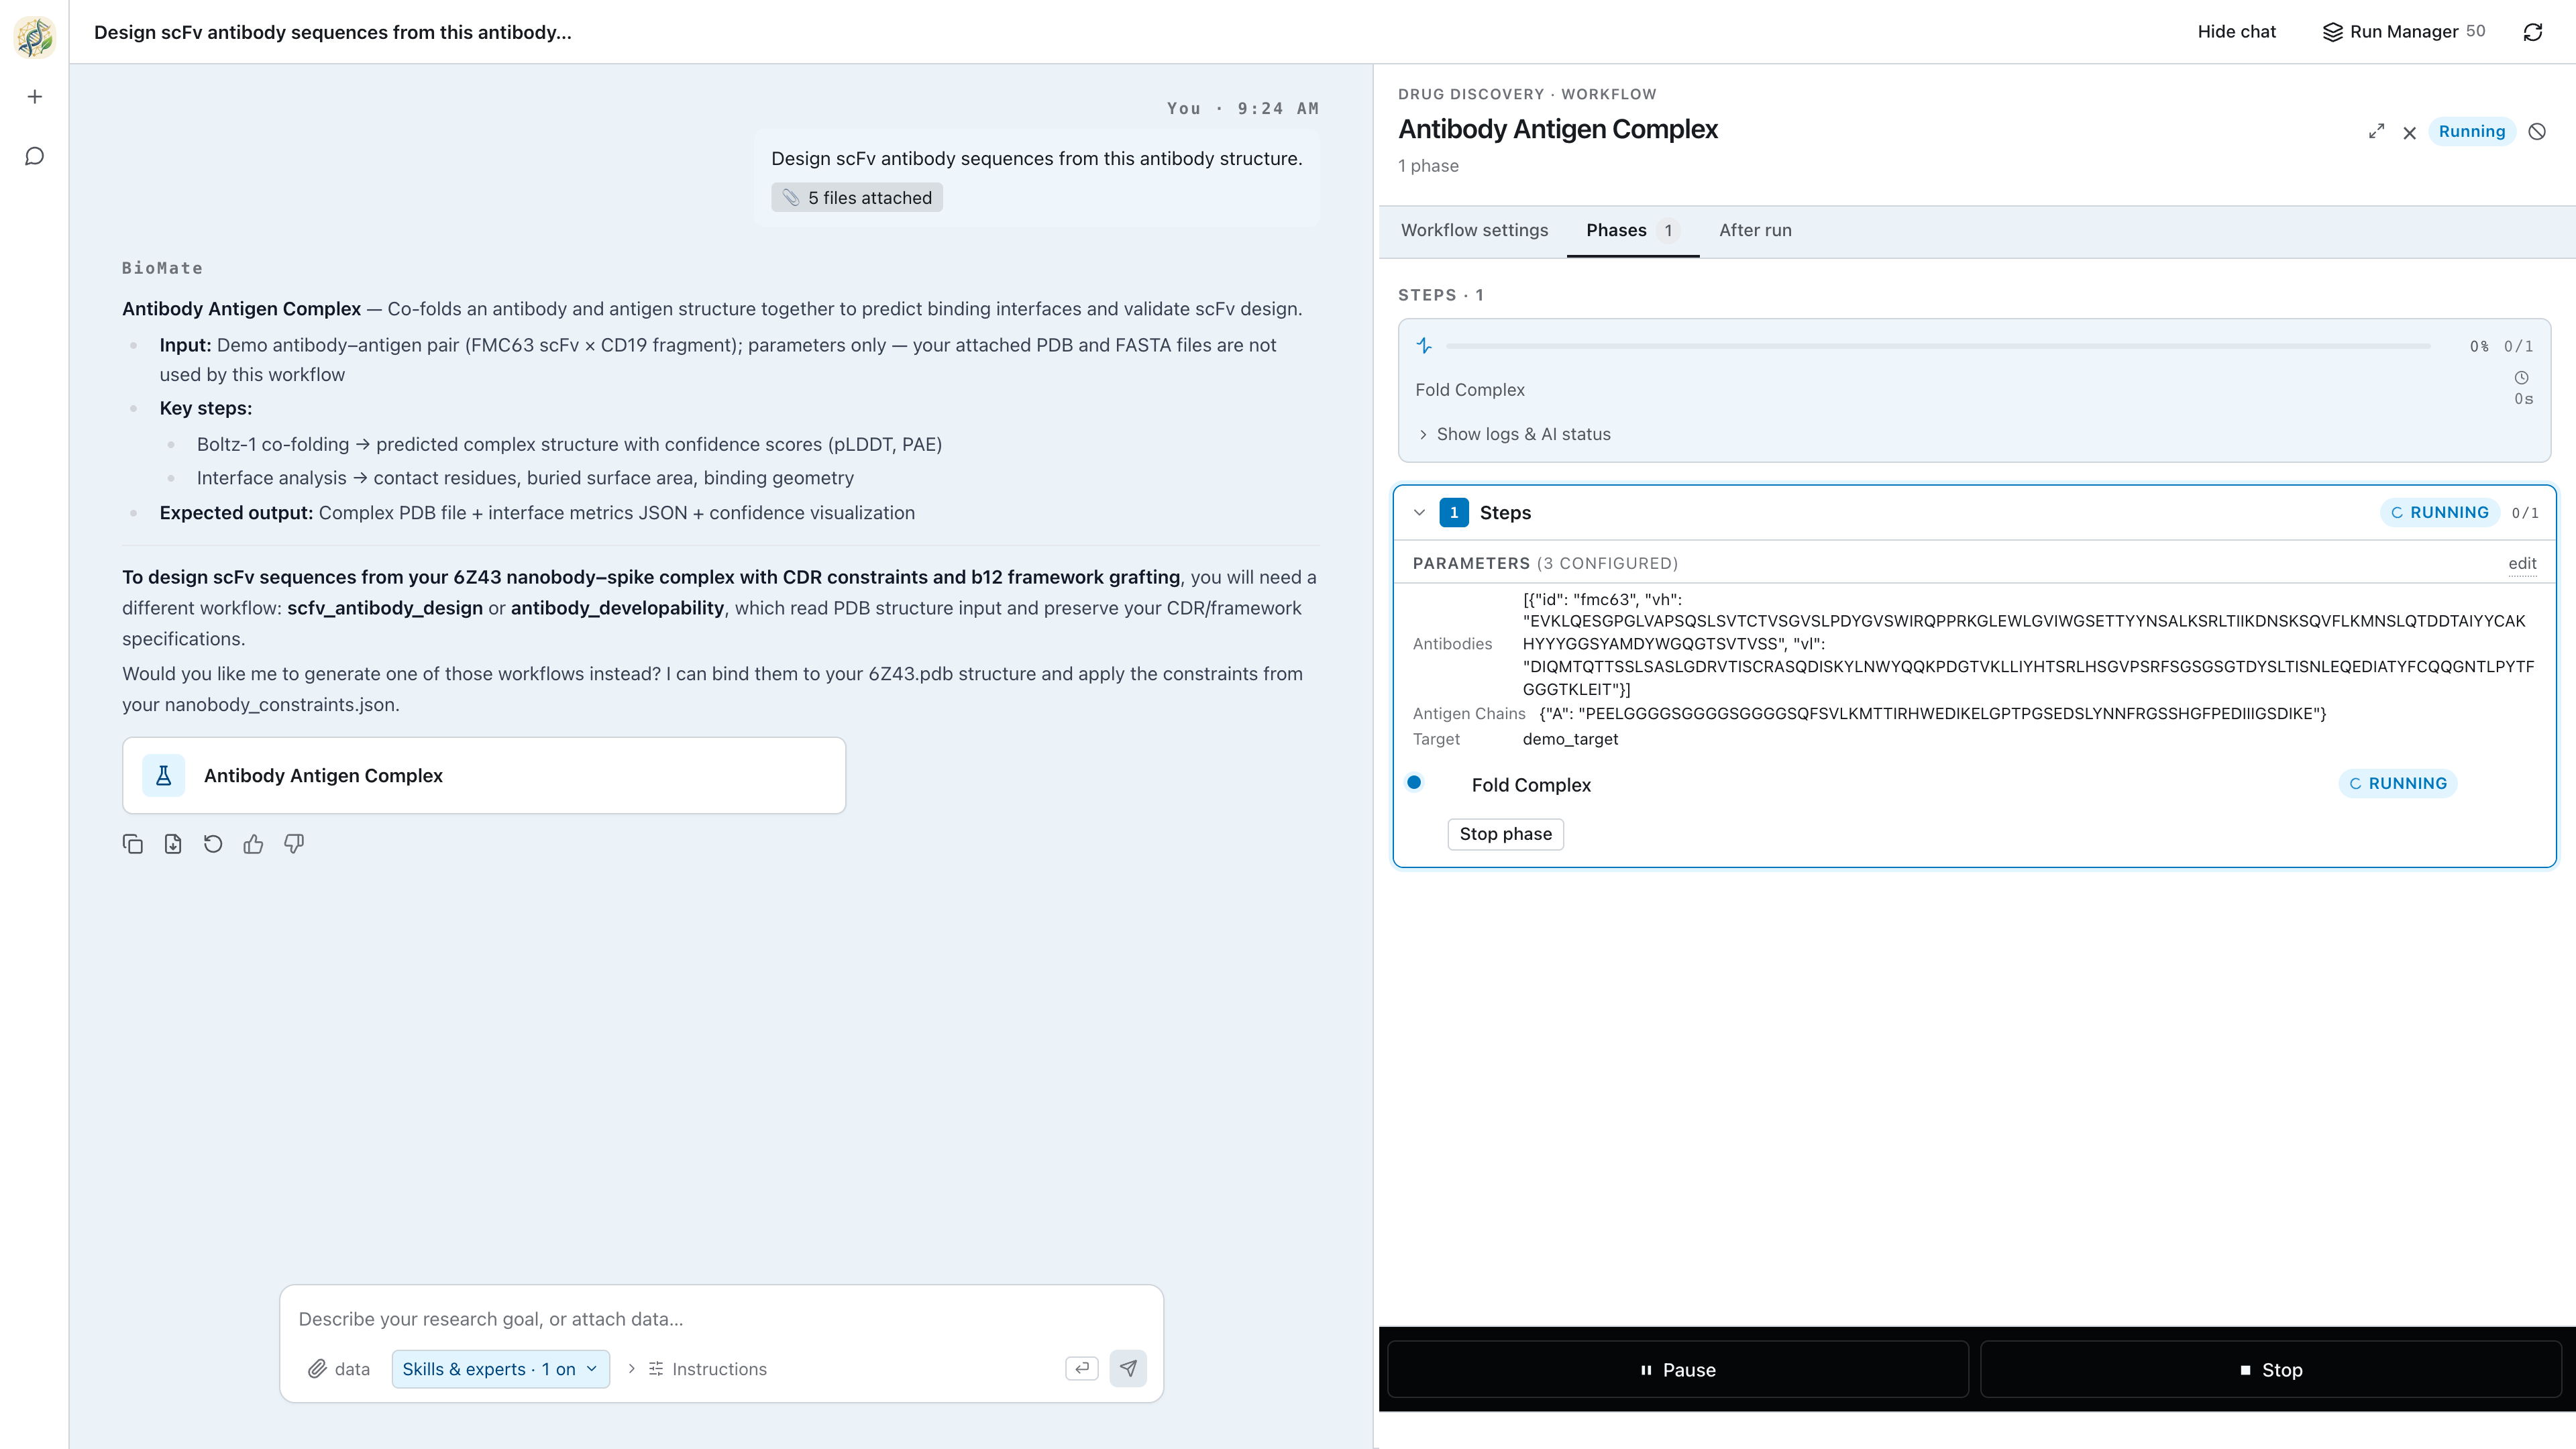 Design scFv antibody sequences from this antibody...
Hide chat
Run Manager 50
You · 9:24 AM
Design scFv antibody sequences from this antibody structure.
5 files attached
BioMate
Antibody Antigen Complex — Co-folds an antibody and antigen structure together to predict binding interfaces and validate scFv design.
Input: Demo antibody–antigen pair (FMC63 scFv × CD19 fragment); parameters only — your attached PDB and FASTA files are not
used by this workflow
Key steps:
Boltz-1 co-folding → predicted complex structure with confidence scores (pLDDT, PAE)
Interface analysis → contact residues, buried surface area, binding geometry
Expected output: Complex PDB file + interface metrics JSON + confidence visualization
To design scFv sequences from your 6Z43 nanobody–spike complex with CDR constraints and b12 framework grafting, you will need a
different workflow: scfv_antibody_design or antibody_developability, which read PDB structure input and preserve your CDR/framework
specifications.
Would you like me to generate one of those workflows instead? I can bind them to your 6Z43.pdb structure and apply the constraints from
your nanobody_constraints.json.
Antibody Antigen Complex
Describe your research goal, or attach data...
data
Skills & experts · 1 on
Instructions
DRUG DISCOVERY · WORKFLOW
Antibody Antigen Complex
Running
1 phase
Workflow settings
Phases 1
After run
STEPS · 1
0% 0/1
Fold Complex
0s
Show logs & AI status
1 Steps
RUNNING 0/1
PARAMETERS (3 CONFIGURED)
edit
Antibodies
[{"id": "fmc63", "vh":
"EVKLQESGPGLVAPSQSLSVTCTVSGVSLPDYGVSWIRQPPRKGLEWLGVIWGSETTYYNSALKSRLTIIKDNSKSQVFLKMNSLQTDDTAIYYCAK
HYYYGGSYAMDYWGQGTSVTVSS", "vl":
"DIQMTQTTSSLSASLGDRVTISCRASQDISKYLNWYQQKPDGTVKLLIYHTSRLHSGVPSRFSGSGSGTDYSLTISNLEQEDIATYFCQQGNTLPYTF
GGGTKLEIT"}]
Antigen Chains {"A": "PEELGGGGSGGGGSGGGGSQFSVLKMTTIRHWEDIKELGPTPGSEDSLYNNFRGSSHGFPEDIIIGSDIKE"}
Target demo_target
Fold Complex
RUNNING
Stop phase
Pause
Stop